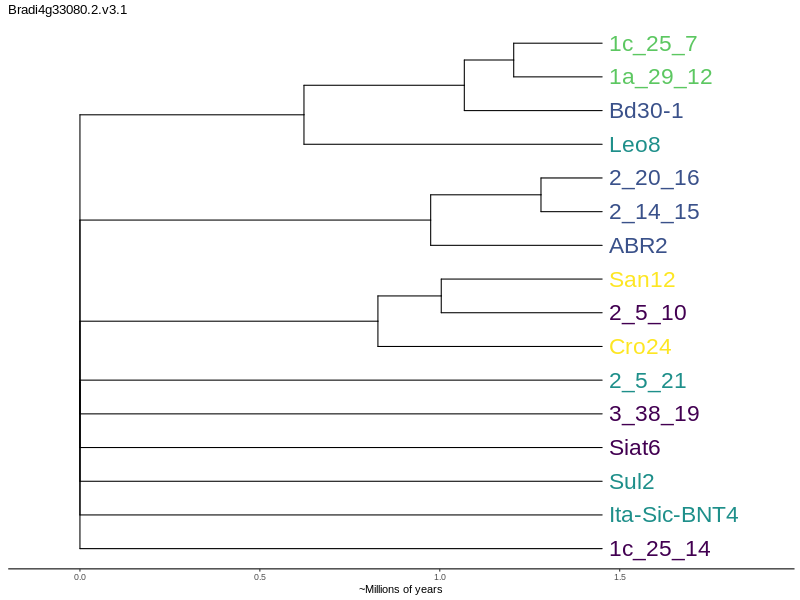 Bradi4g33080.2.v3.1
1c_25_7
1a_29_12
Bd30-1
Leo8
2_20_16
2_14_15
ABR2
San12
2_5_10
Cro24
2_5_21
3_38_19
Siat6
Sul2
Ita-Sic-BNT4
1c_25_14
0.0 0.5 1.0 1.5
~Millions of years